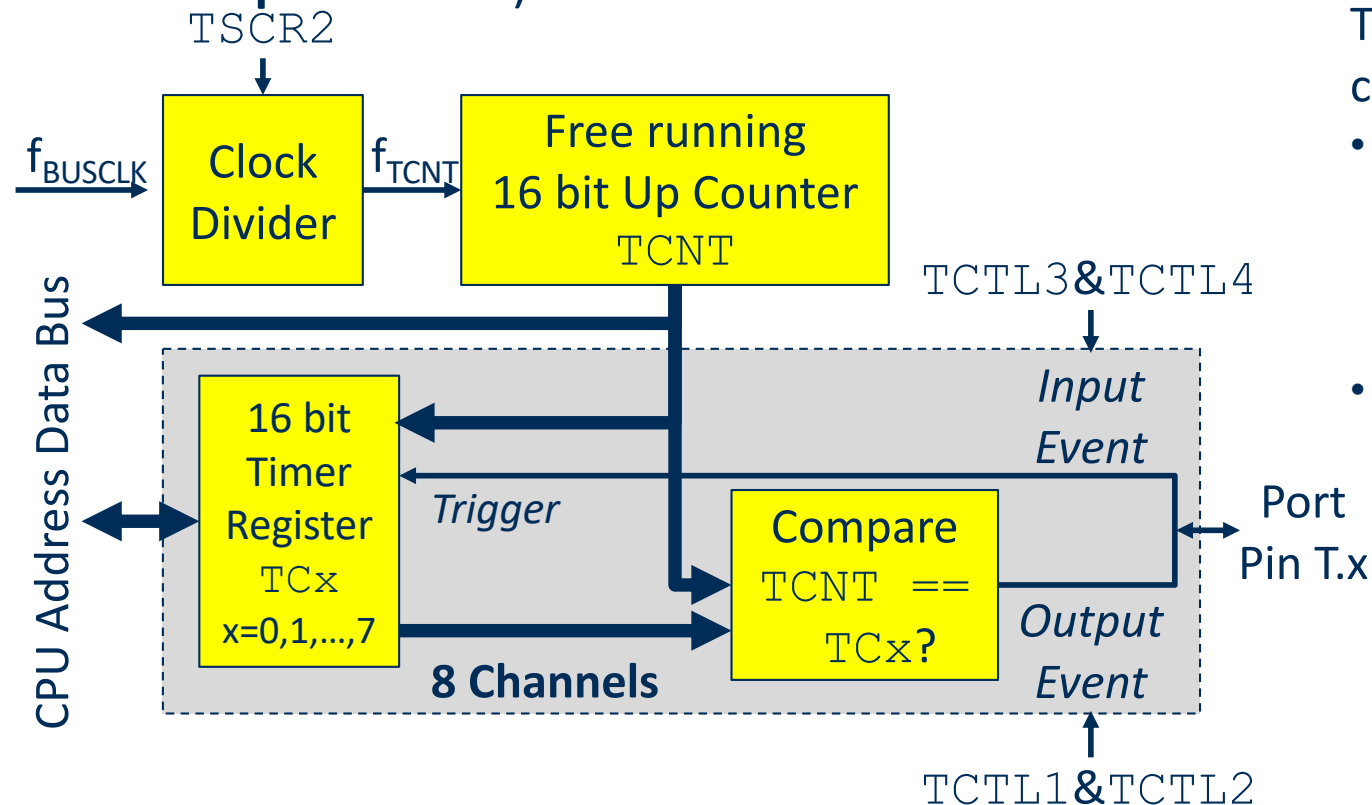 TSCR2
f_BUSCLK
Clock
Divider
f_TCNT
Free running
16 bit Up Counter
TCNT
TCTL3&TCTL4
CPU Address Data Bus
16 bit
Timer
Register
TCx
x=0,1,…,7
Trigger
Input
Event
Compare
TCNT ==
TCx?
Port
Pin T.x
Output
Event
8 Channels
TCTL1&TCTL2
T
c
•
•